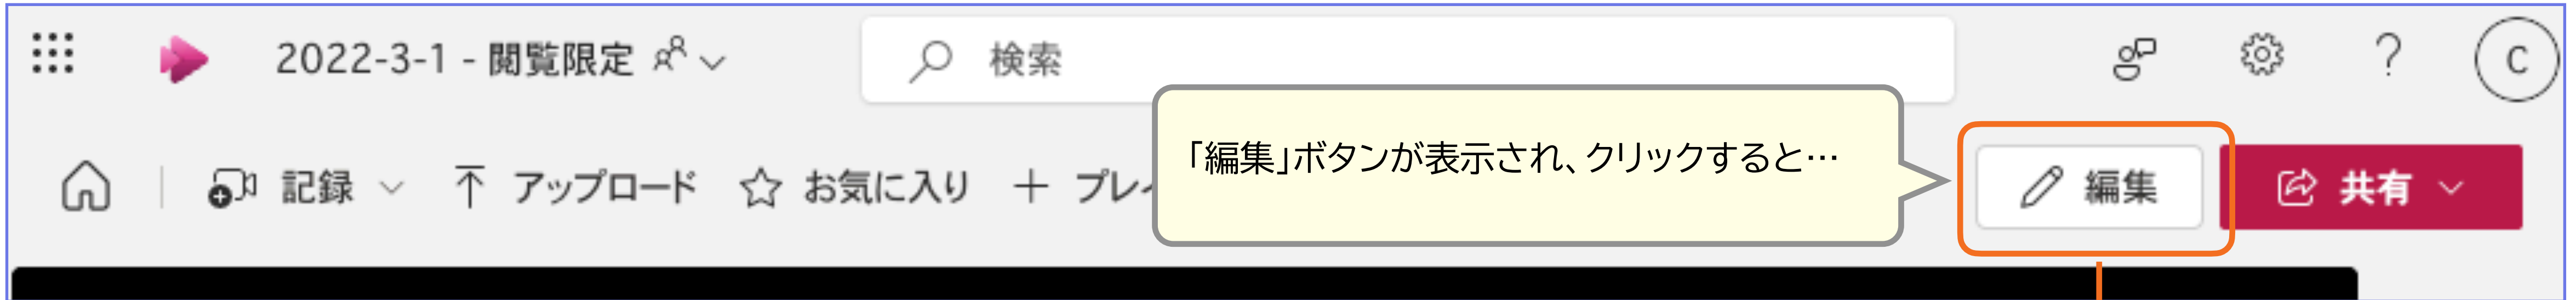 2022-3-1 - 閲覧限定
検索
C
「編集」ボタンが表示され、クリックすると…
記録
アップロード
お気に入り
プレイ
編集
共有